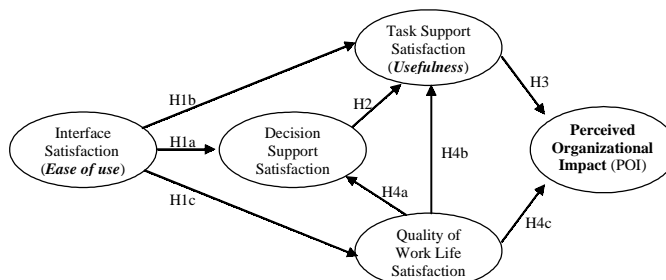 Task Support
Satisfaction
(Usefulness)
H1b
H2
H3
Interface
Satisfaction
(Ease of use)
H1a
Decision
Support
Satisfaction
H4b
Perceived
Organizational
Impact (POI)
H1c
H4a
H4c
Quality of
Work Life
Satisfaction